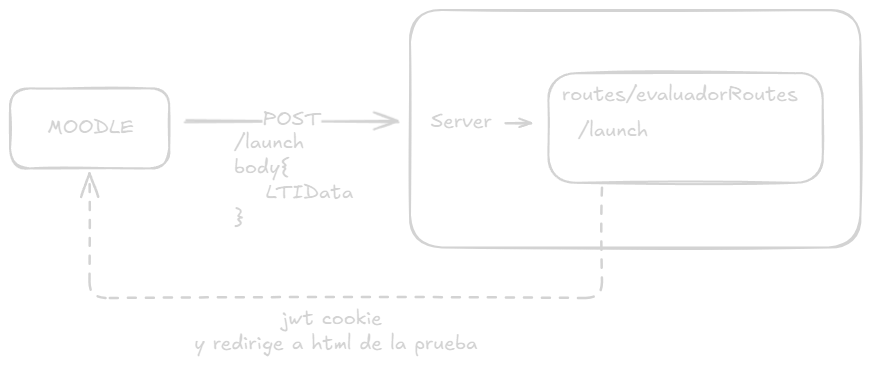 MOODLE
POST
/launch
body{
LTIData
}
Server
routes/evaluadorRoutes
/launch
jwt cookie
y redirige a html de la prueba